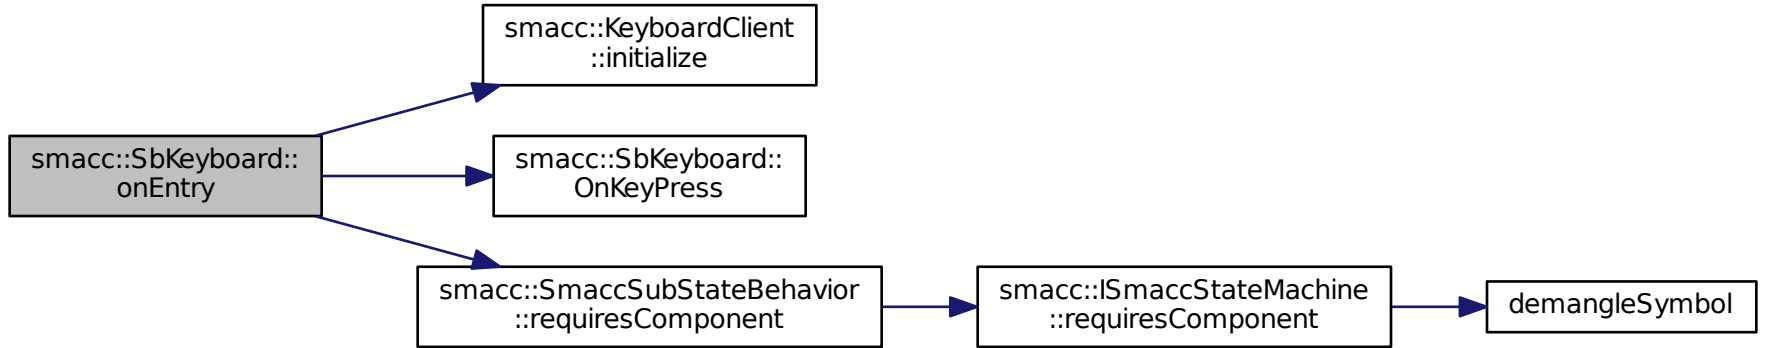 smacc::KeyboardClient
::initialize
smacc::SbKeyboard::
onEntry
smacc::SbKeyboard::
OnKeyPress
smacc::SmaccSubStateBehavior
::requiresComponent
smacc::ISmaccStateMachine
::requiresComponent
demangleSymbol